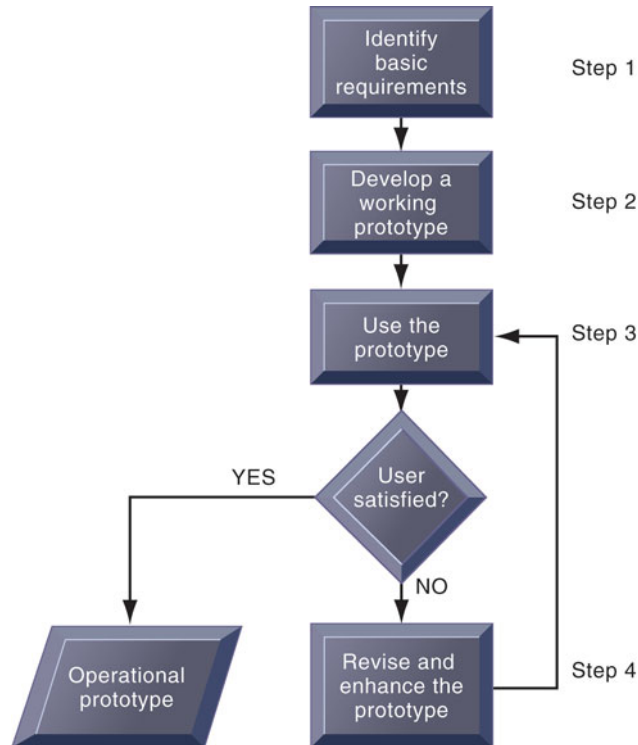 Identify
basic
requirements
Step 1
Develop a
working
prototype
Step 2
Use the
prototype
Step 3
User
satisfied?
YES
NO
Operational
prototype
Revise and
enhance the
prototype
Step 4